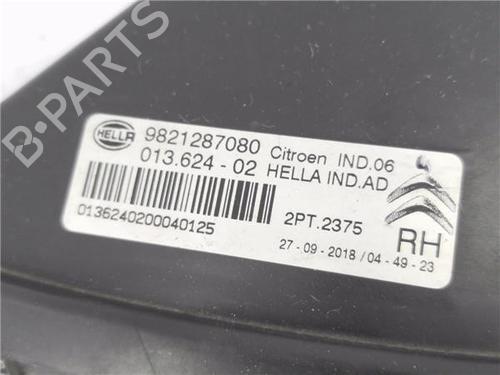 B-PARTS
HELLA 9821287080 Citroen IND.06
013.624-02 HELLA IND.AD
0136240200040125 2PT.2375
RH
27-09-2018/04-49-23